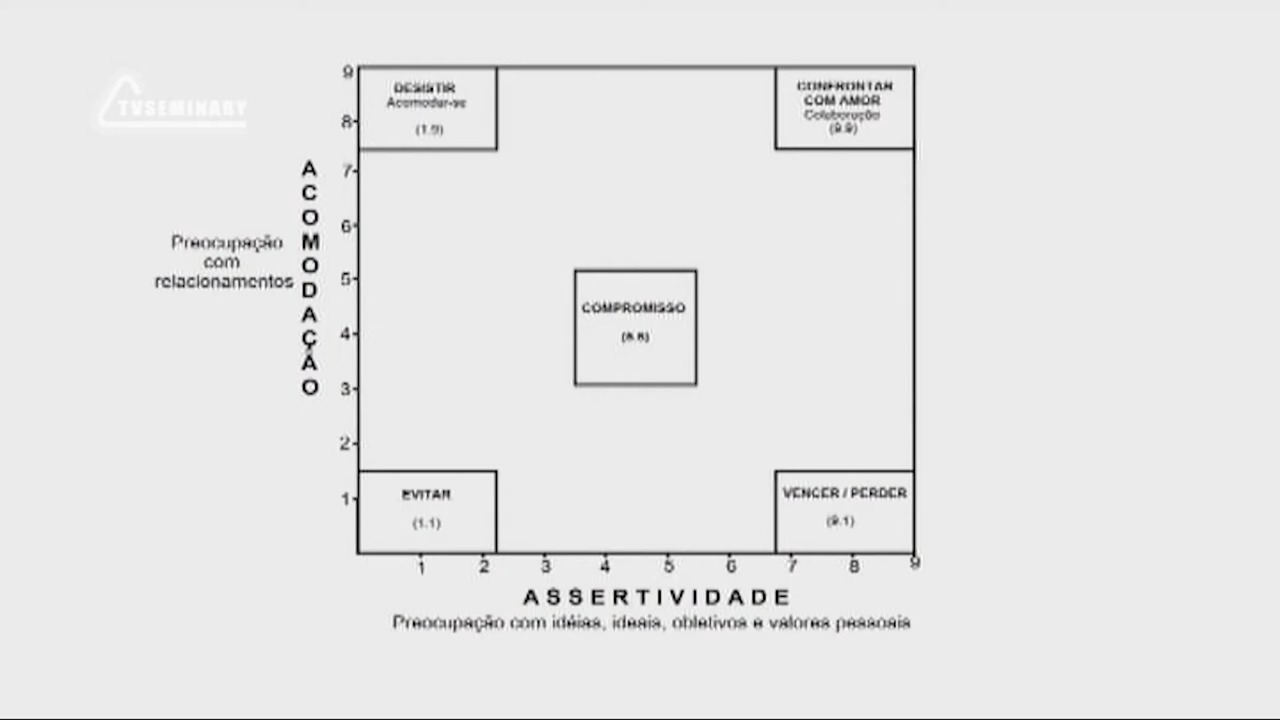 TVSEMINARY
9
8
7
6
5
4
3
2
1
DESISTIR
Acomodar-se
(1.9)
CONFRONTAR
COM AMOR
Colaboração
(9.9)
ACOMODAÇÃO
Preocupação
com
relacionamentos
COMPROMISSO
(5.5)
EVITAR
(1.1)
VENCER / PERDER
(9.1)
1 2 3 4 5 6 7 8 9
ASSERTIVIDADE
Preocupação com idéias, ideais, objetivos e valores pessoais